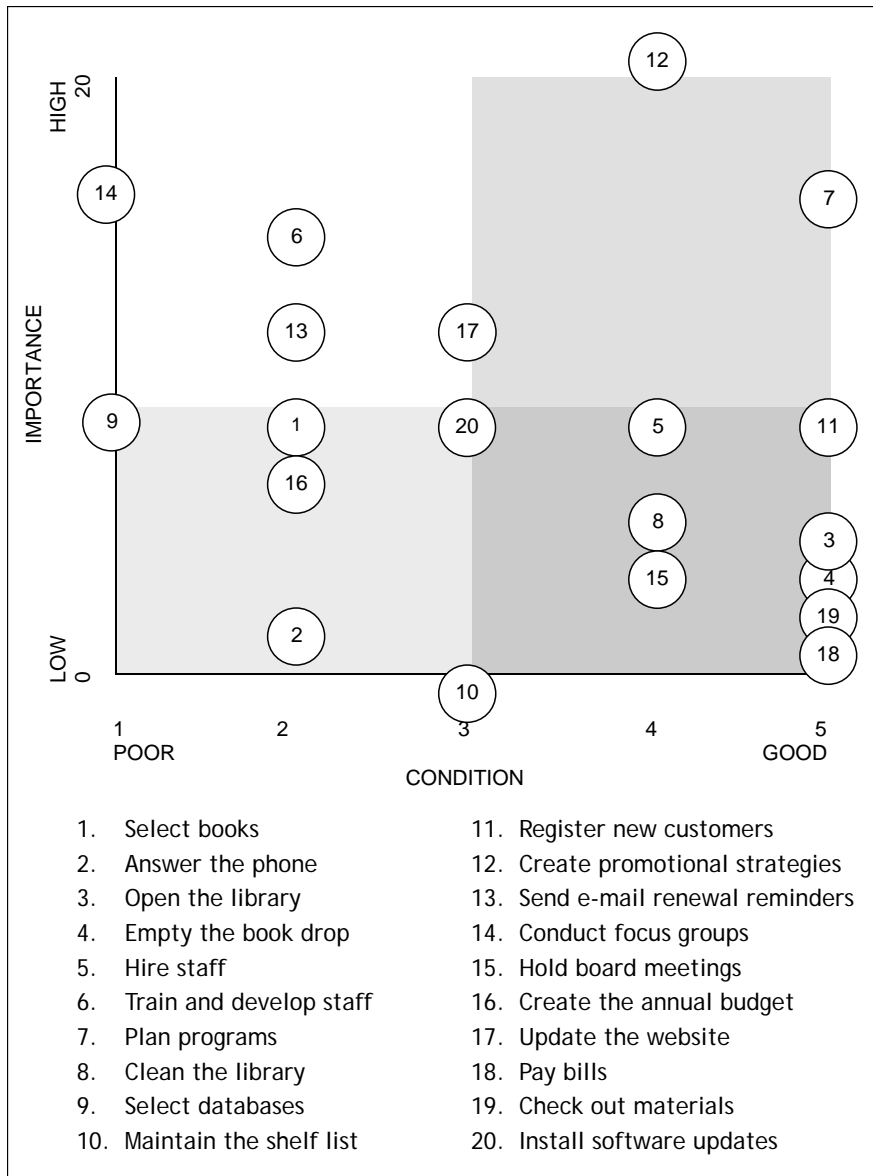 12
HIGH 20
14
7
6
13
17
IMPORTANCE
9
1
20
5
11
16
8
3
15
4
19
2
18
LOW 0
10
1 2 3 4 5
POOR GOOD
CONDITION
1. Select books
2. Answer the phone
3. Open the library
4. Empty the book drop
5. Hire staff
6. Train and develop staff
7. Plan programs
8. Clean the library
9. Select databases
10. Maintain the shelf list
11. Register new customers
12. Create promotional strategies
13. Send e-mail renewal reminders
14. Conduct focus groups
15. Hold board meetings
16. Create the annual budget
17. Update the website
18. Pay bills
19. Check out materials
20. Install software updates